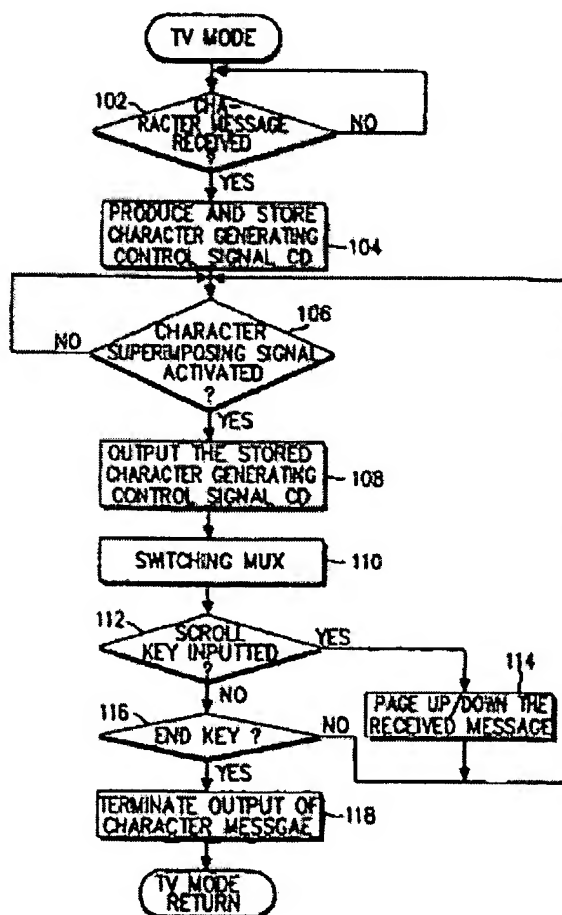 TV MODE
102
CHA-
RACTER MESSAGE
RECEIVED
?
NO
YES
PRODUCE AND STORE
CHARACTER GENERATING
CONTROL SIGNAL CD
104
106
CHARACTER
SUPERIMPOSING SIGNAL
ACTIVATED
?
NO
YES
OUTPUT THE STORED
CHARACTER GENERATING
CONTROL SIGNAL CD
108
SWITCHING MUX
110
112
SCROLL
KEY INPUTTED
?
YES
NO
114
PAGE UP/DOWN THE
RECEIVED MESSAGE
116
END KEY ?
NO
YES
TERMINATE OUTPUT OF
CHARACTER MESSGAE
118
TV MODE
RETURN